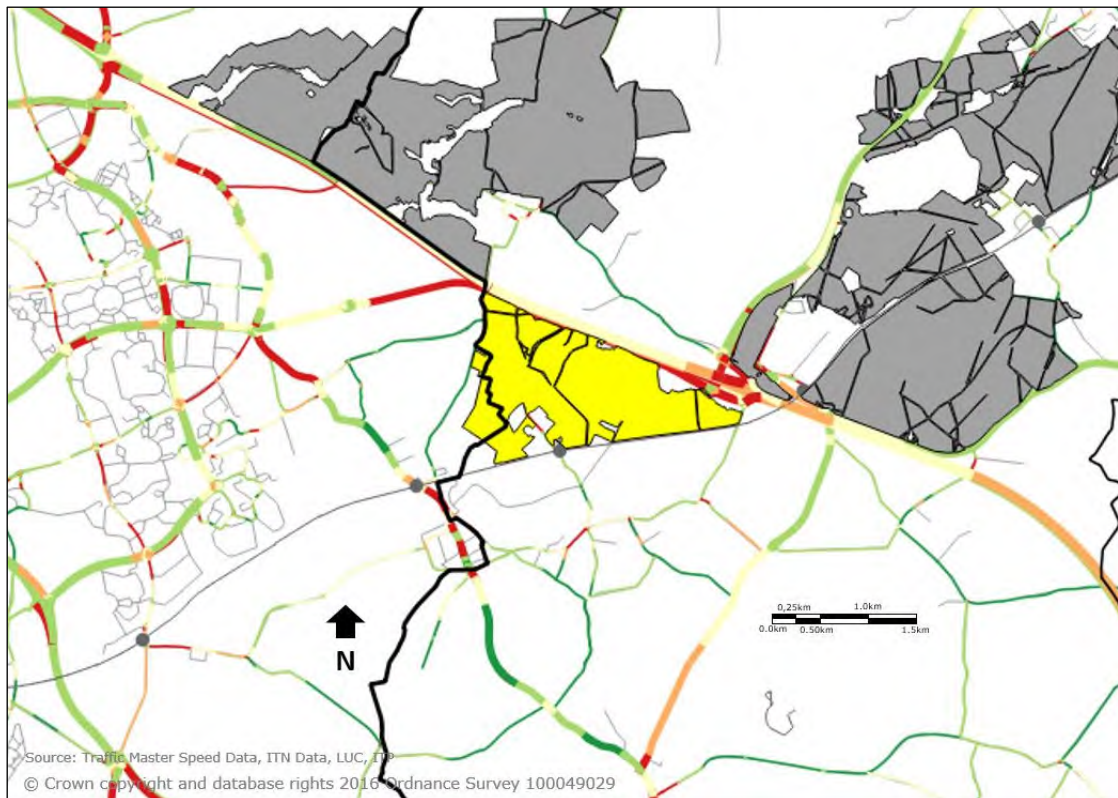 0,25km 1.0km
0.0km 0.50km 1.5km
N
Source: Traffic Master Speed Data, ITN Data, LUC, ITP
© Crown copyright and database rights 2016 Ordnance Survey 100049029